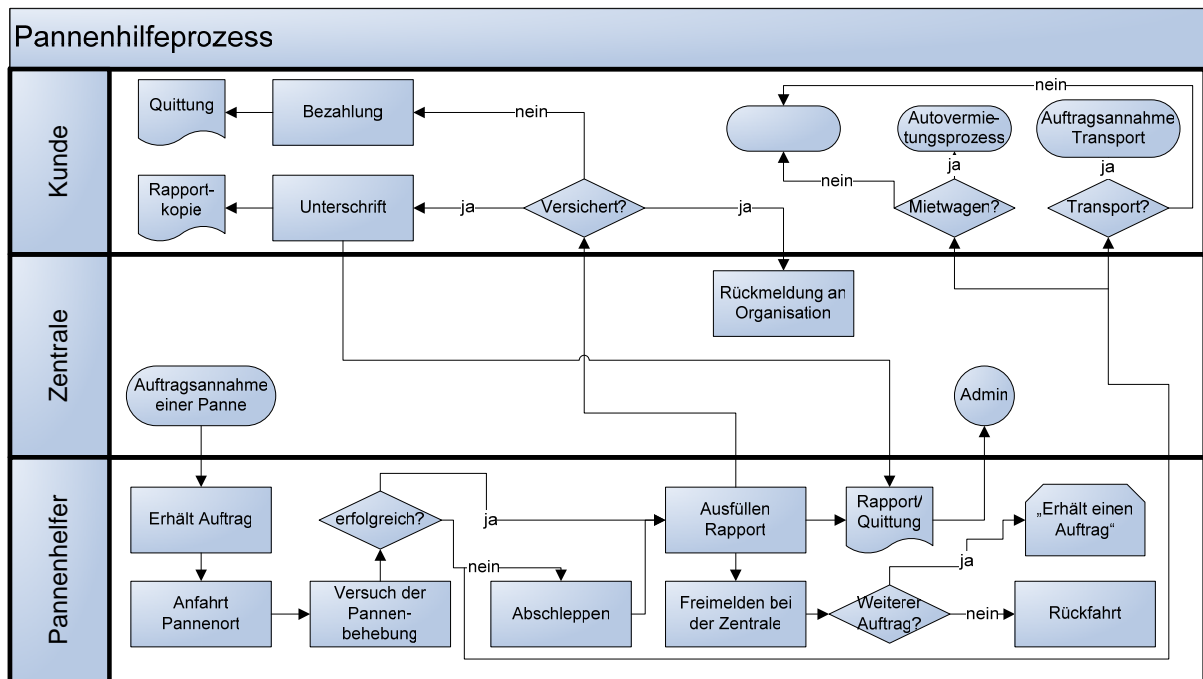 Pannenhilfeprozess
Kunde
Quittung
Bezahlung
nein
nein
Autovermie-
tungsprozess
Auftragsannahme
Transport
ja
ja
Rapport-
kopie
Unterschrift
ja
Versichert?
ja
nein
Mietwagen?
Transport?
Zentrale
Rückmeldung an
Organisation
Auftragsannahme
einer Panne
Admin
Pannenhelfer
Erhält Auftrag
erfolgreich?
ja
Ausfüllen
Rapport
Rapport/
Quittung
„Erhält einen
Auftrag“
ja
nein
Anfahrt
Pannenort
Versuch der
Pannen-
behebung
Abschleppen
Freimelden bei
der Zentrale
Weiterer
Auftrag?
nein
Rückfahrt